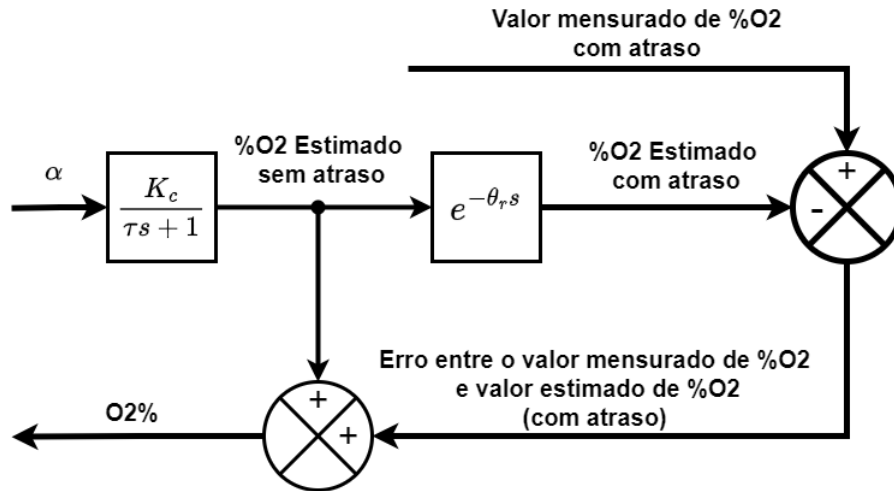 Valor mensurado de %O2
com atraso
%O2 Estimado
sem atraso
%O2 Estimado
com atraso
α
K_c
τs + 1
e^{-θ_r s}
+
-
Erro entre o valor mensurado de %O2
e valor estimado de %O2
(com atraso)
O2%
+
+